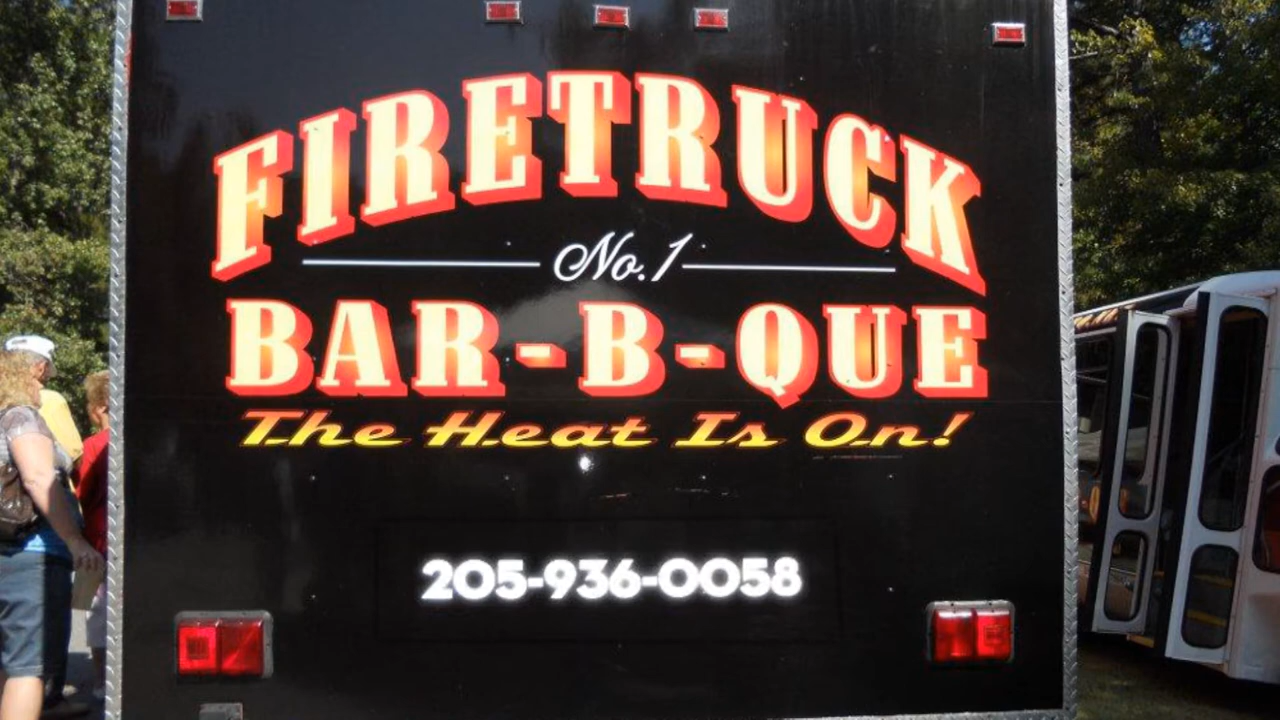 FIRETRUCK
No.1
BAR-B-QUE
The Heat Is On!
205-936-0058